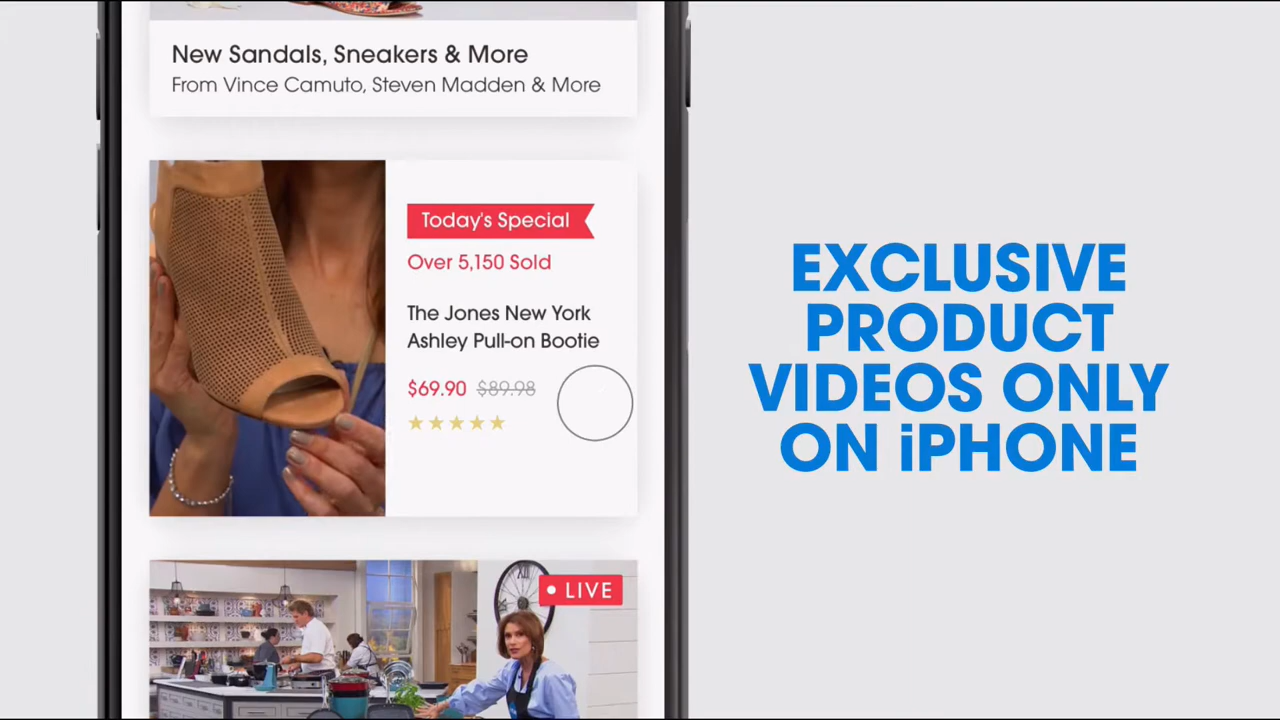 New Sandals, Sneakers & More
From Vince Camuto, Steven Madden & More
Today's Special
Over 5,150 Sold
The Jones New York
Ashley Pull-on Bootie
$69.90 $89.98
LIVE
EXCLUSIVE
PRODUCT
VIDEOS ONLY
ON iPHONE